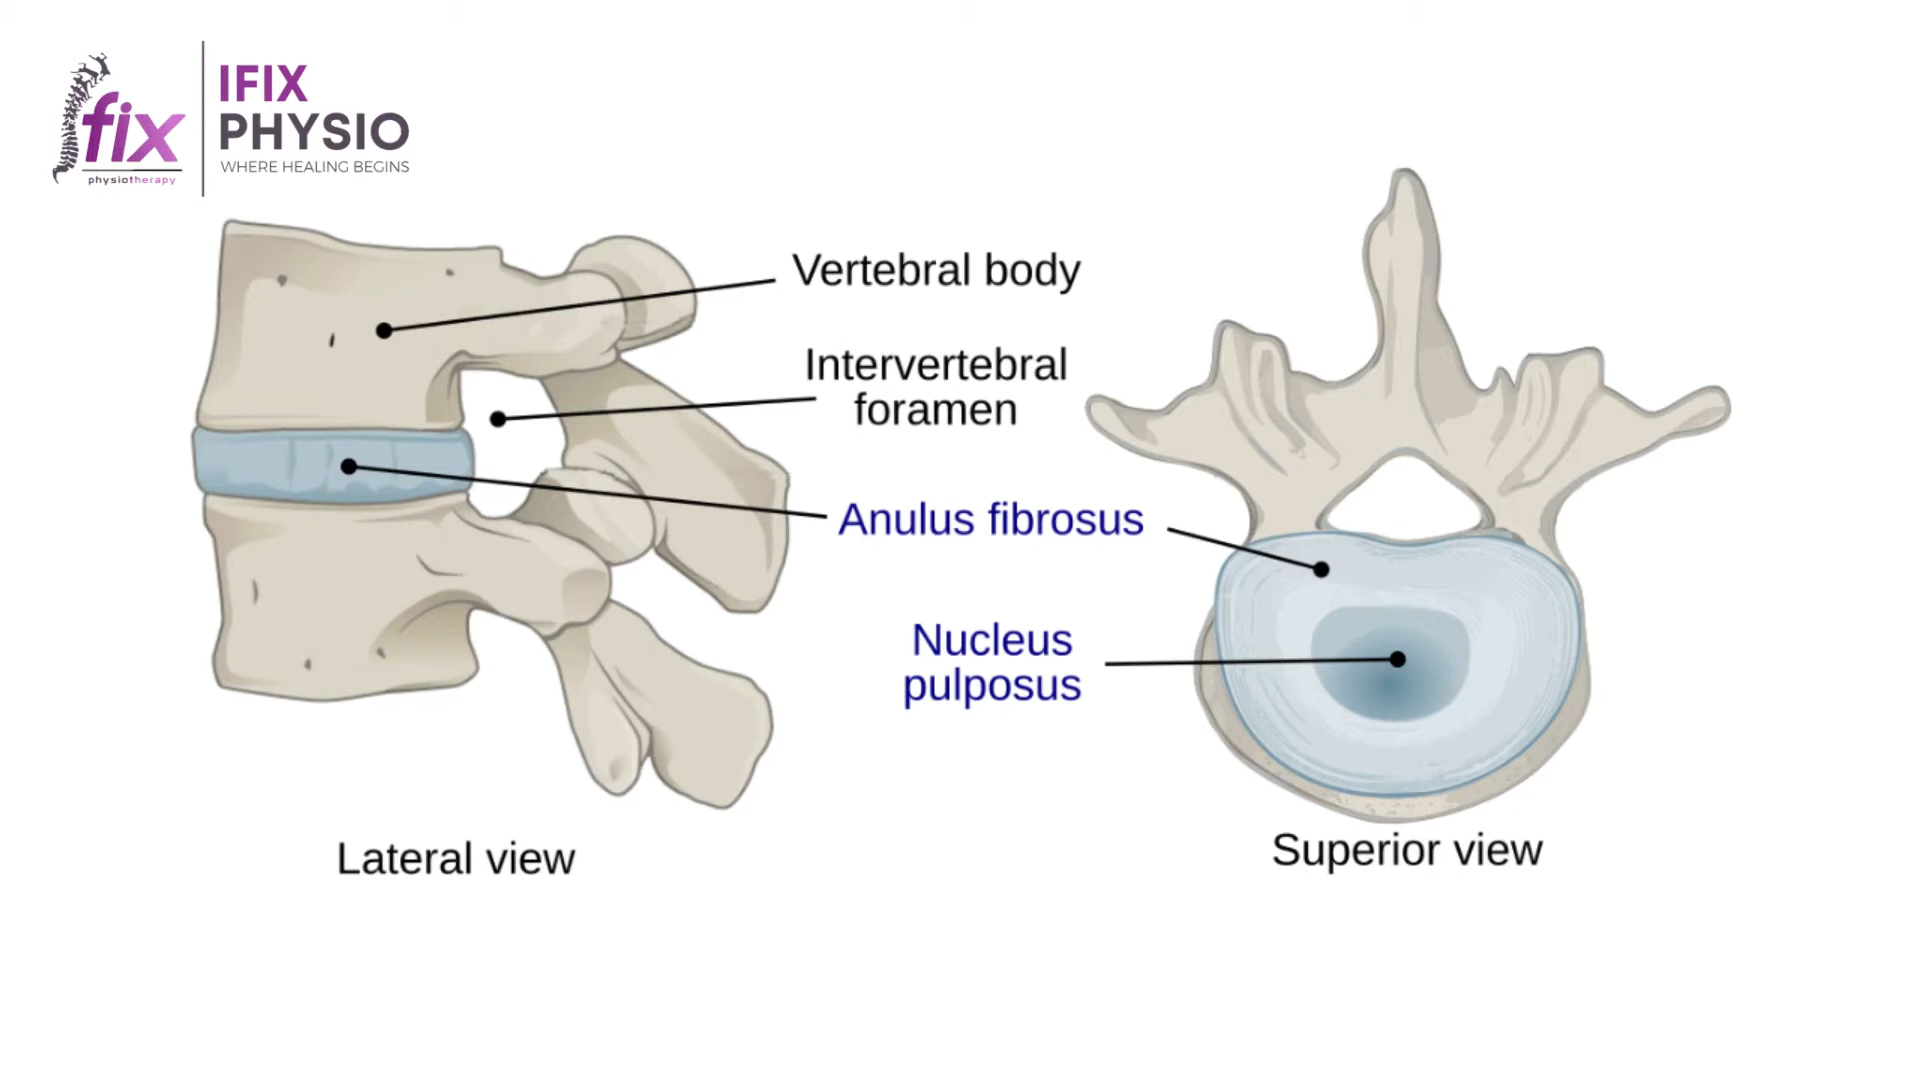 fix
physiotherapy
IFIX
PHYSIO
WHERE HEALING BEGINS
Vertebral body
Intervertebral
foramen
Anulus fibrosus
Nucleus
pulposus
Lateral view
Superior view